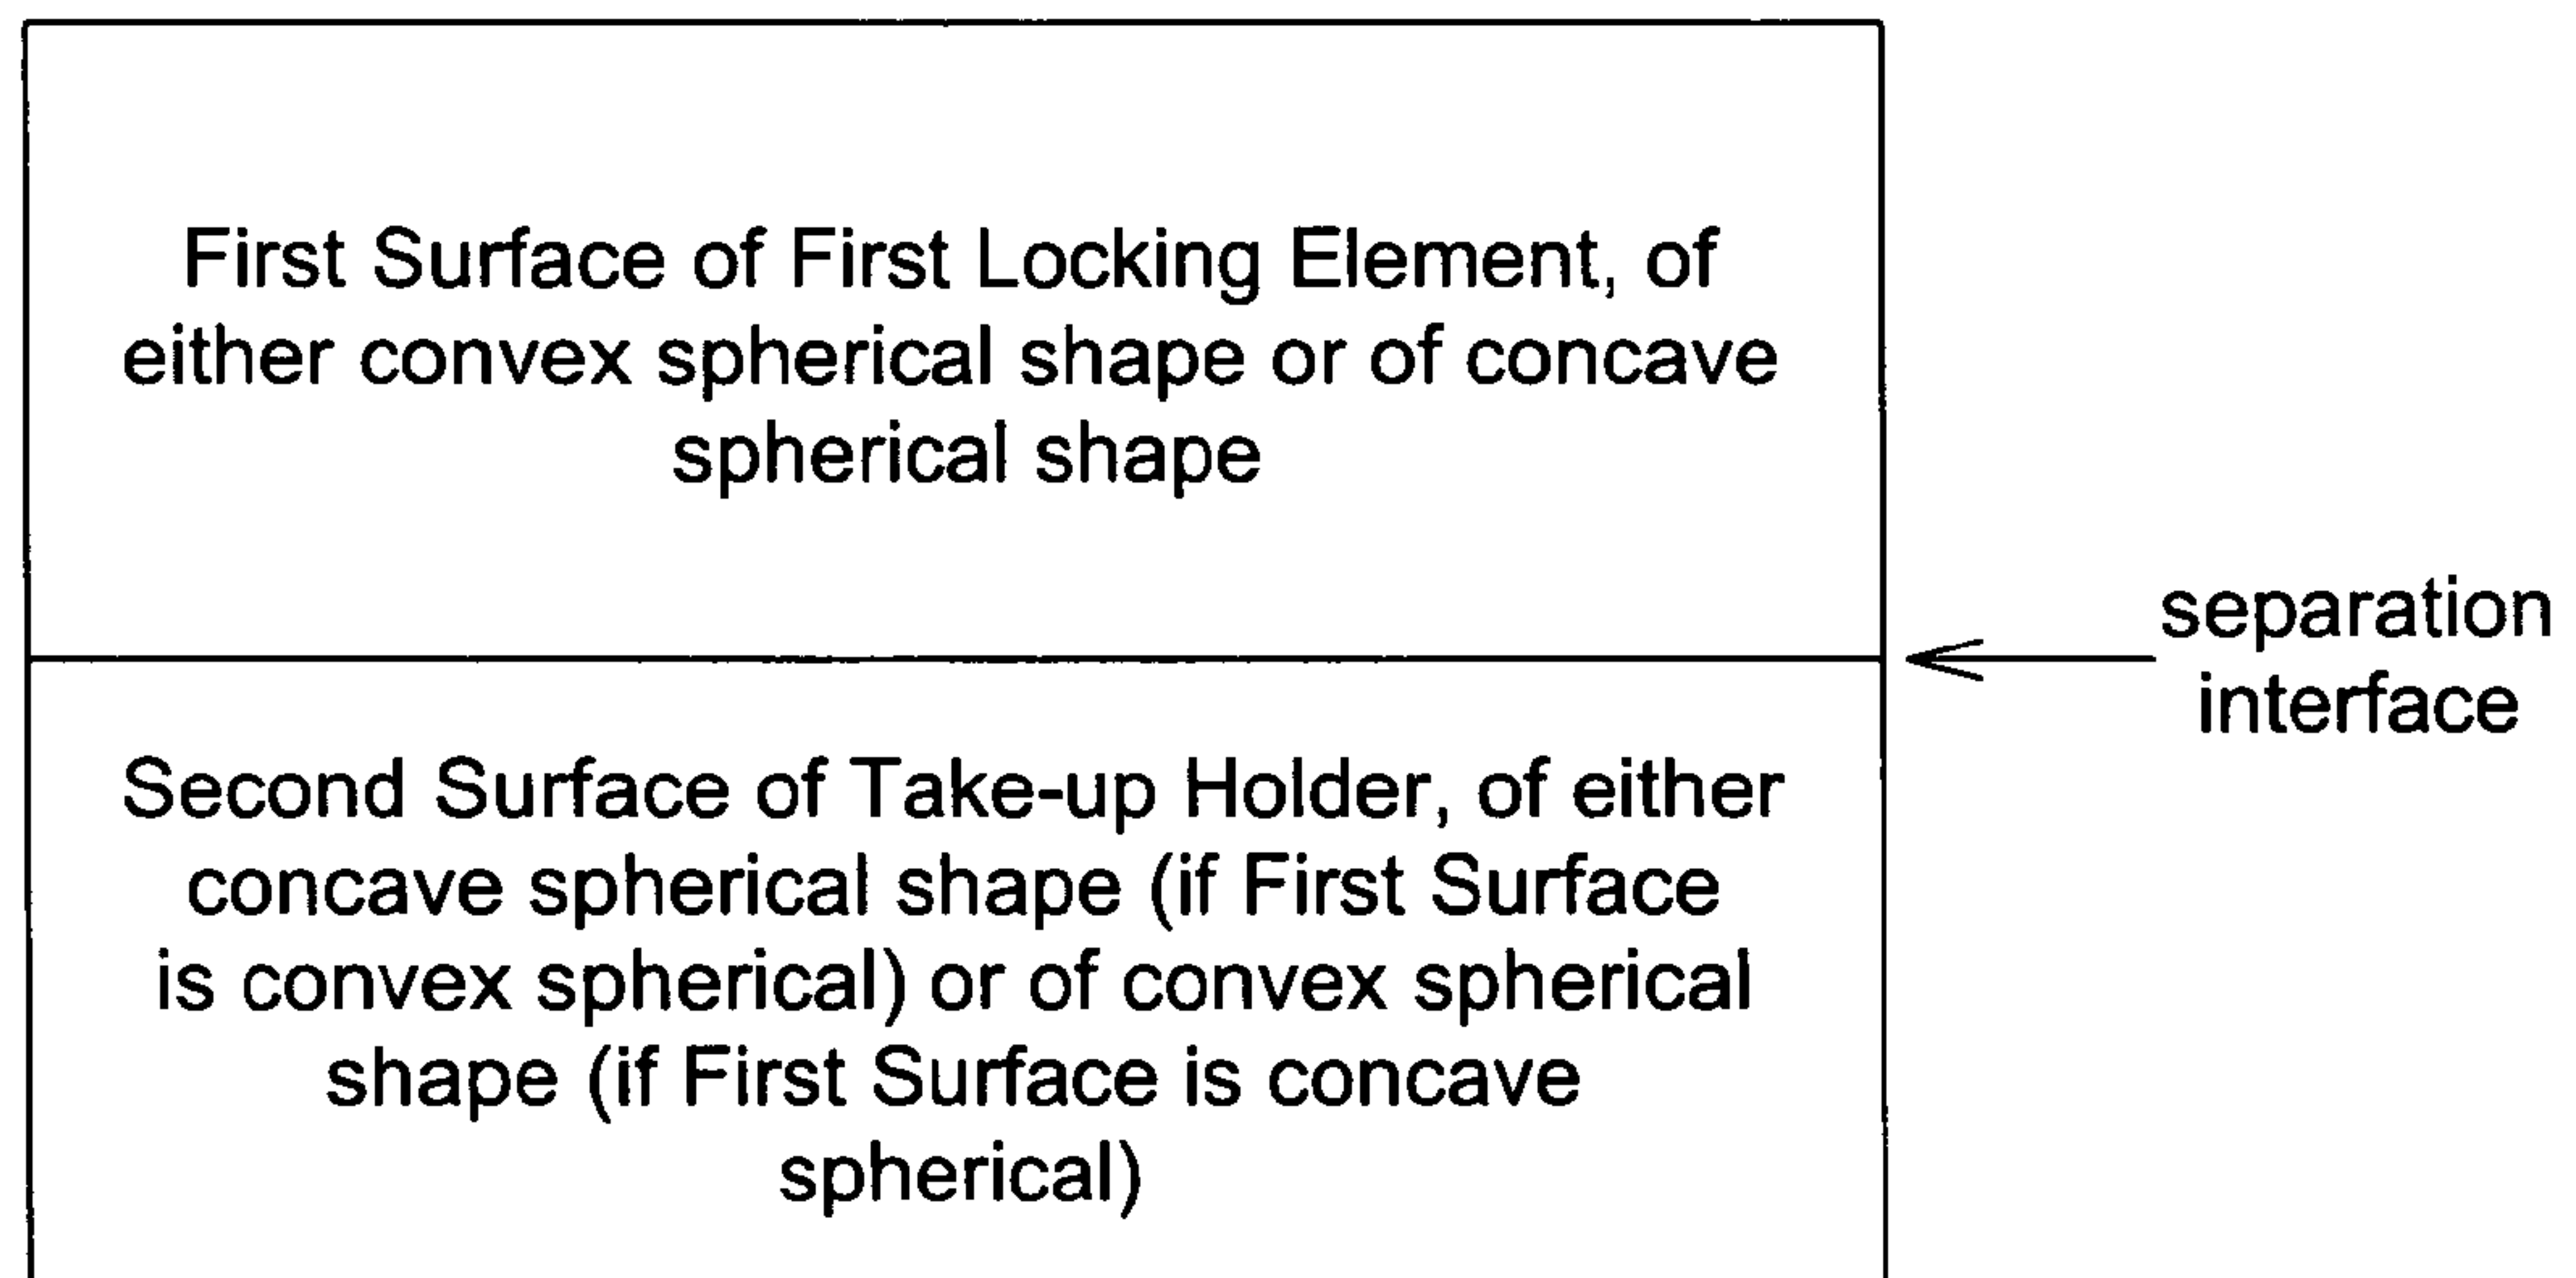 First Surface of First Locking Element, of
either convex spherical shape or of concave
spherical shape
separation
interface
Second Surface of Take-up Holder, of either
concave spherical shape (if First Surface
is convex spherical) or of convex spherical
shape (if First Surface is concave
spherical)